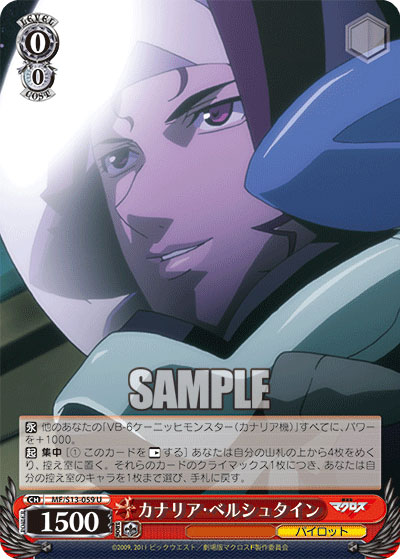 LEVEL
0
0
COST
SAMPLE
永 他のあなたの「VB-6ケーニッヒモンスター(カナリア機)」すべてに、パワー
を+1000。
起 集中 [① このカードを する] あなたは自分の山札の上から4枚をめく
り、控え室に置く。それらのカードのクライマックス1枚につき、あなたは自
分の控え室のキャラを1枚まで選び、手札に戻す。
CH MF/S13-059 U
1500
カナリア・ベルシュタイン
マクロス
パイロット
©2009, 2011 ビックウエスト/劇場版マクロスF製作委員会